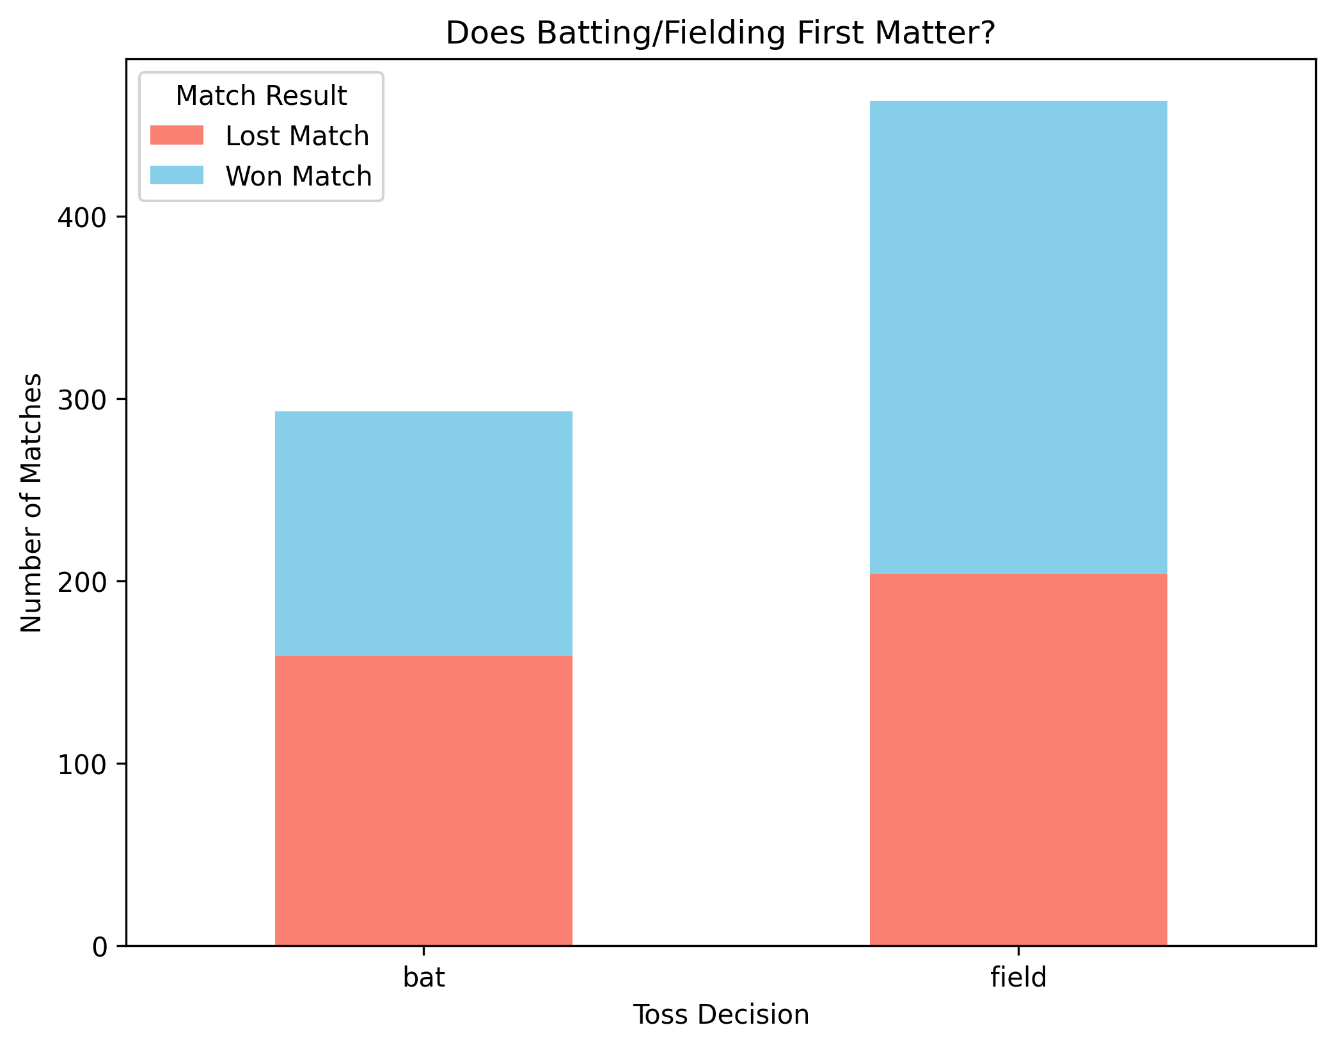 Does Batting/Fielding First Matter?
Match Result
Lost Match
Won Match
400
300
200
100
0
Number of Matches
bat
field
Toss Decision